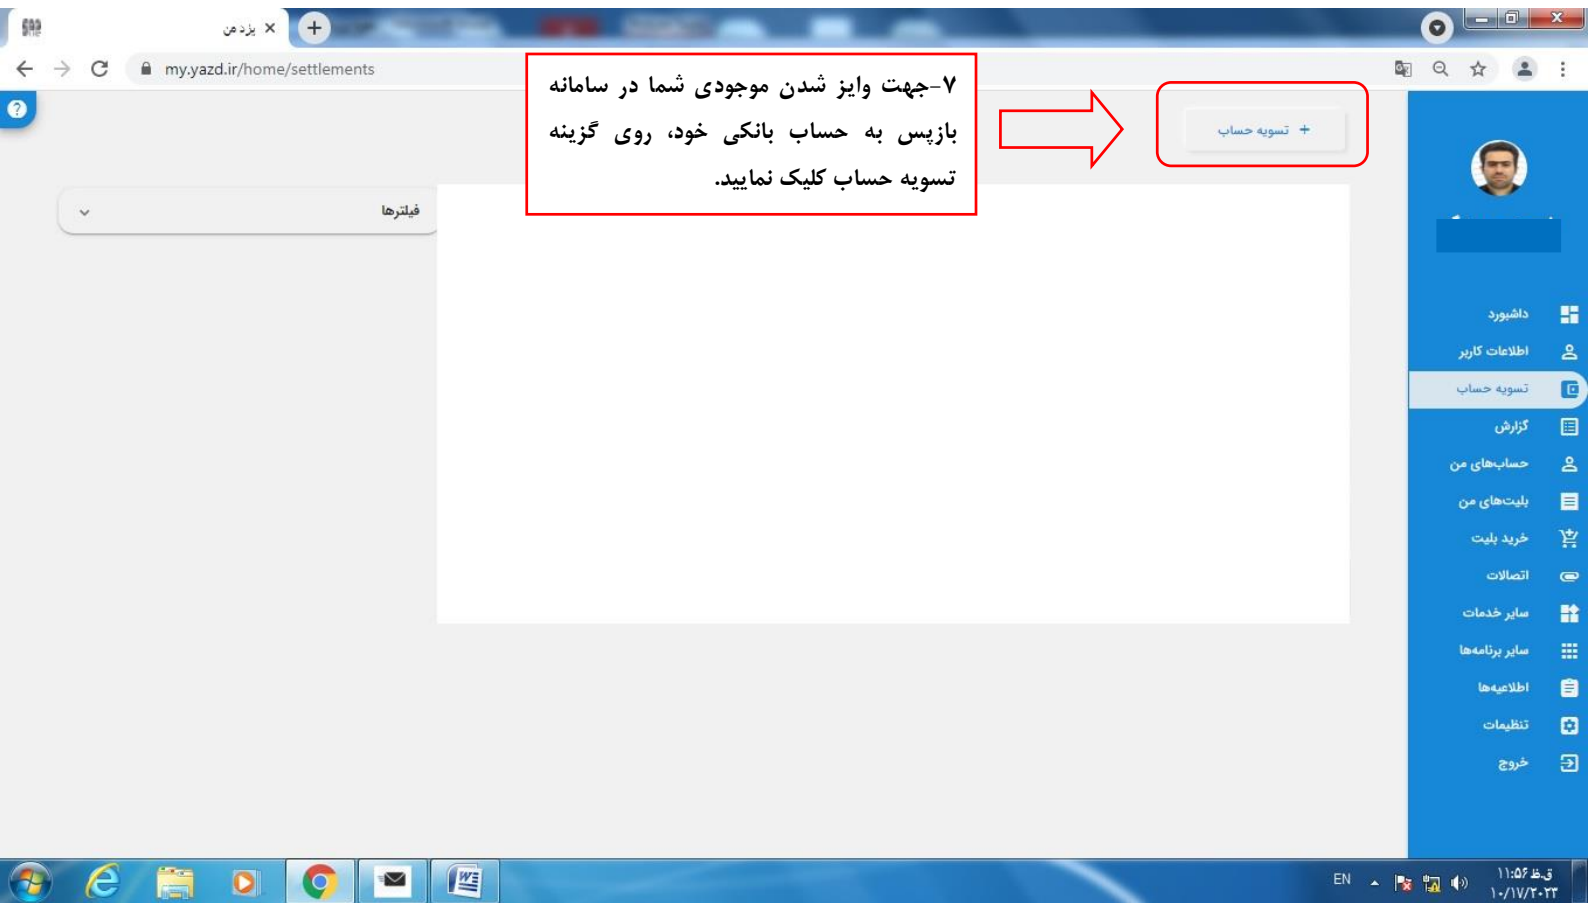 یزد من
my.yazd.ir/home/settlements
۷-جهت واریز شدن موجودی شما در سامانه
بازپس به حساب بانکی خود، روی گزینه
تسویه حساب کلیک نمایید.
+ تسویه حساب
فیلترها
داشبورد
اطلاعات کاربر
تسویه حساب
گزارش
حساب‌های من
بلیت‌های من
خرید بلیت
اتصالات
سایر خدمات
سایر برنامه‌ها
اطلاعیه‌ها
تنظیمات
خروج
EN
ق.ظ ۱۱:۵۶
۱۰/۱۷/۲۰۲۳